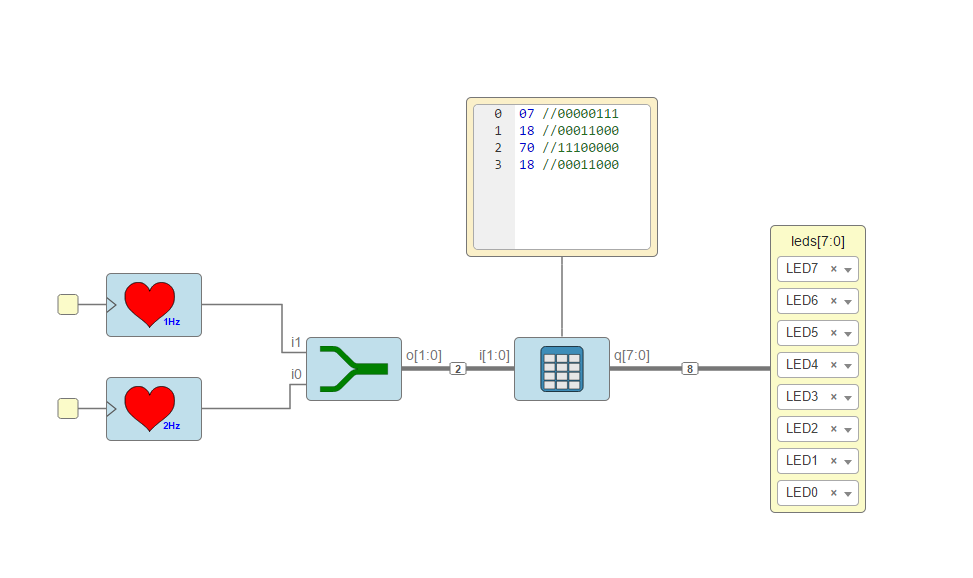 0 07 //00000111
1 18 //00011000
2 70 //11100000
3 18 //00011000
leds[7:0]
LED7 ×
LED6 ×
LED5 ×
LED4 ×
LED3 ×
LED2 ×
LED1 ×
LED0 ×
1Hz
i1
i0
2Hz
o[1:0]
2
i[1:0]
q[7:0]
8